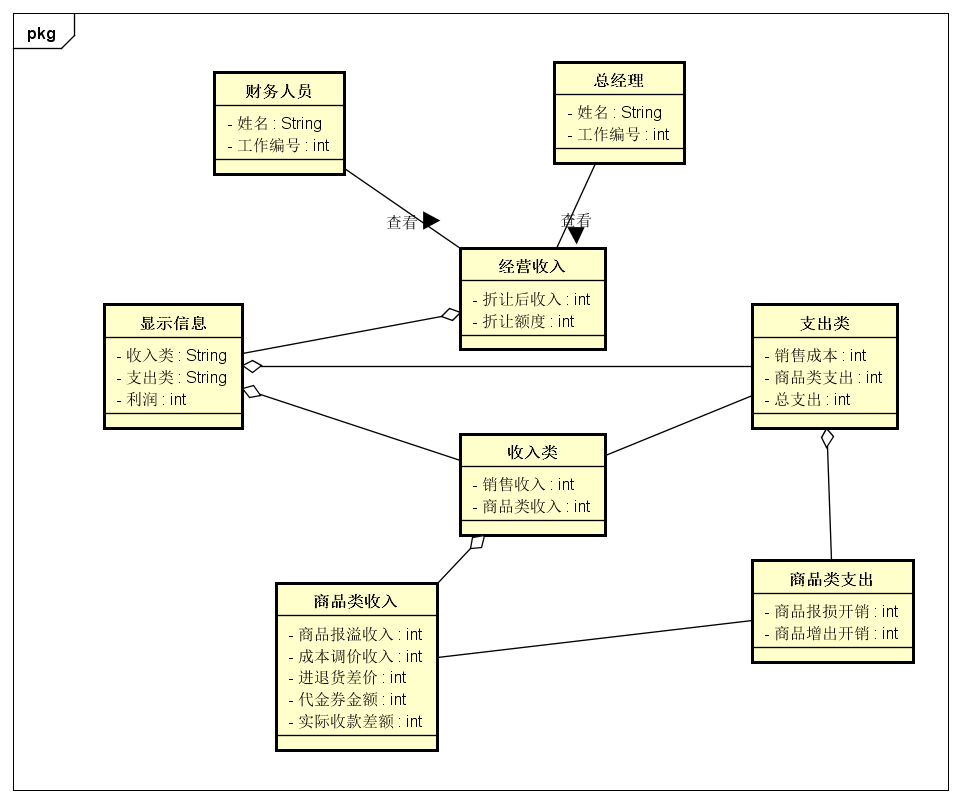 pkg
财务人员
- 姓名 : String
- 工作编号 : int
总经理
- 姓名 : String
- 工作编号 : int
查看
查看
经营收入
- 折让后收入 : int
- 折让额度 : int
显示信息
- 收入类 : String
- 支出类 : String
- 利润 : int
支出类
- 销售成本 : int
- 商品类支出 : int
- 总支出 : int
收入类
- 销售收入 : int
- 商品类收入 : int
商品类收入
- 商品报溢收入 : int
- 成本调价收入 : int
- 进退货差价 : int
- 代金券金额 : int
- 实际收款差额 : int
商品类支出
- 商品报损开销 : int
- 商品增出开销 : int